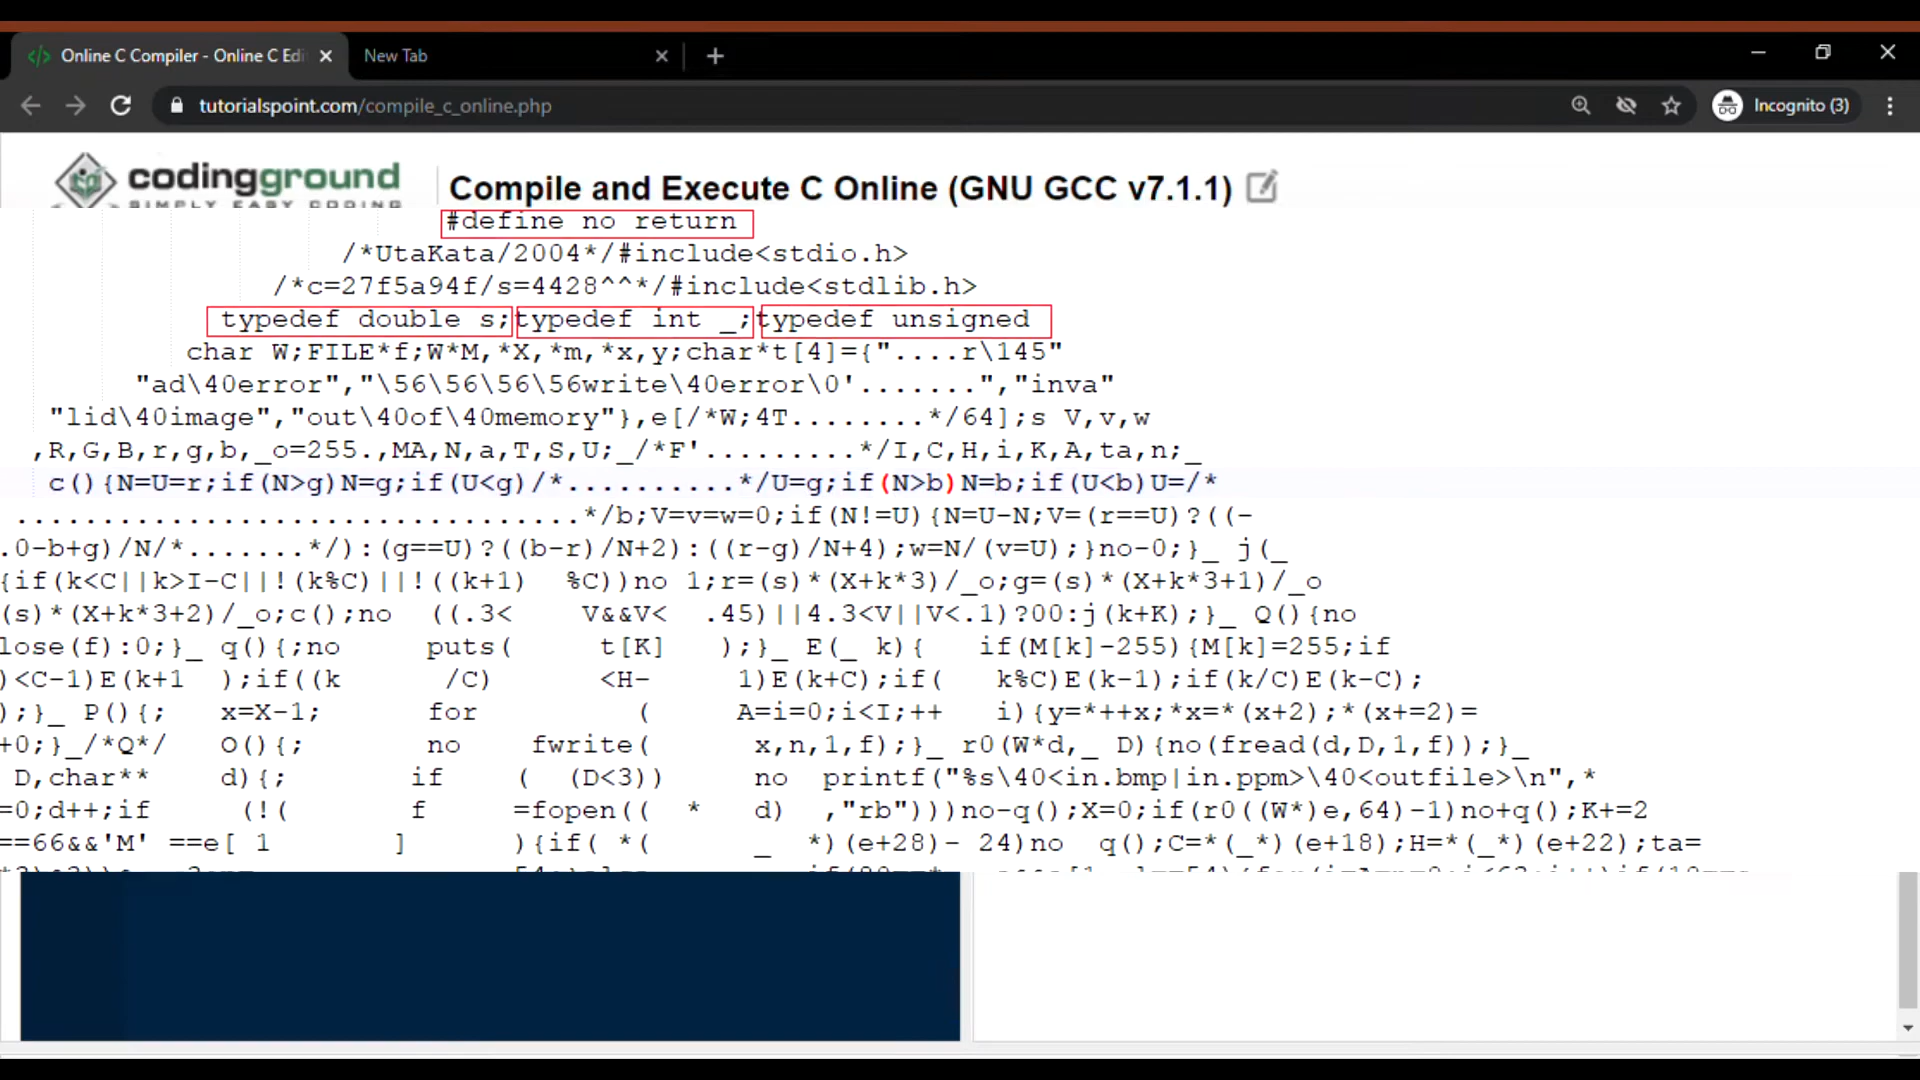 Online C Compiler - Online C Edi
New Tab
tutorialspoint.com/compile_c_online.php
Incognito (3)
codingground
SIMPLY EASY CODING
Compile and Execute C Online (GNU GCC v7.1.1)
#define no return
/*UtaKata/2004*/#include<stdio.h>
/*c=27f5a94f/s=4428^^*/#include<stdlib.h>
typedef double s;typedef int _;typedef unsigned
char W;FILE*f;W*M,*X,*m,*x,y;char*t[4]={"....r\145"
"ad\40error","\56\56\56\56write\40error\0'.......","inva"
"lid\40image","out\40of\40memory"},e[/*W;4T........*/64];s V,v,w
,R,G,B,r,g,b,_o=255.,MA,N,a,T,S,U;_/*F'.........*/I,C,H,i,K,A,ta,n;_
c(){N=U=r;if(N>g)N=g;if(U<g)/*..........*/U=g;if(N>b)N=b;if(U<b)U=/*
.................................*/b;V=v=w=0;if(N!=U){N=U-N;V=(r==U)?((-
.0-b+g)/N/*.......*/):(g==U)?((b-r)/N+2):((r-g)/N+4);w=N/(v=U);}no-0;}_ j(_
{if(k<C||k>I-C||!(k%C)||!((k+1) %C))no 1;r=(s)*(X+k*3)/_o;g=(s)*(X+k*3+1)/_o
(s)*(X+k*3+2)/_o;c();no ((.3< V&&V< .45)||4.3<V||V<.1)?00:j(k+K);}_ Q(){no
lose(f):0;}_ q(){;no puts( t[K] );}_ E(_ k){ if(M[k]-255){M[k]=255;if
)<C-1)E(k+1 );if((k /C) <H- 1)E(k+C);if( k%C)E(k-1);if(k/C)E(k-C);
);}_ P(){; x=X-1; for ( A=i=0;i<I;++ i){y=*++x;*x=*(x+2);*(x+=2)=
+0;}_/*Q*/ O(){; no fwrite( x,n,1,f);}_ r0(W*d,_ D){no(fread(d,D,1,f));}_
D,char** d){; if ( (D<3)) no printf("%s\40<in.bmp|in.ppm>\40<outfile>\n",*
=0;d++;if (!( f =fopen(( * d) ,"rb")))no-q();X=0;if(r0((W*)e,64)-1)no+q();K+=2
==66&&'M' ==e[ 1 ] ){if( *( _ *)(e+28)- 24)no q();C=*(_*)(e+18);H=*(_*)(e+22);ta=